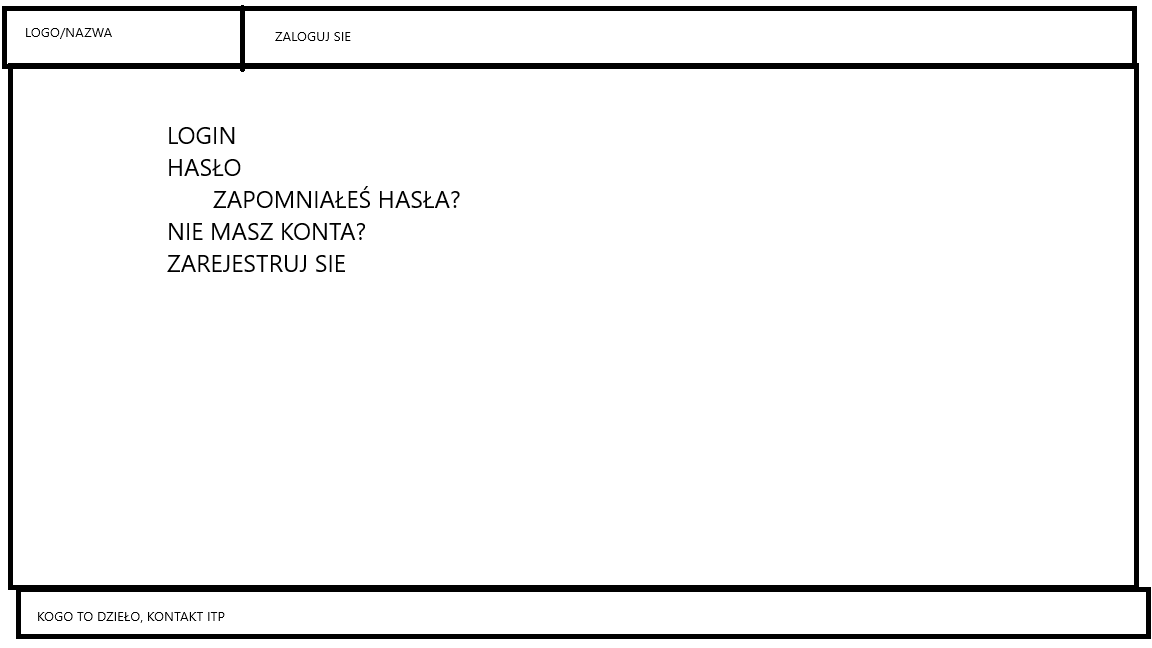 LOGO/NAZWA
ZALOGUJ SIE
LOGIN
HASŁO
ZAPOMNIAŁEŚ HASŁA?
NIE MASZ KONTA?
ZAREJESTRUJ SIE
KOGO TO DZIEŁO, KONTAKT ITP